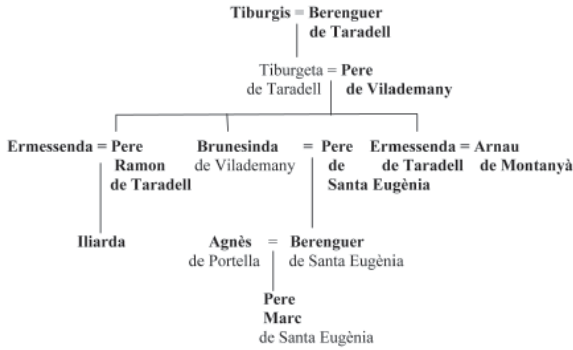 Tiburgis = Berenguer
de Taradell
Tiburgeta = Pere
de Taradell de Vilademany
Ermessenda = Pere Brunesinda = Pere Ermessenda = Arnau
Ramon de Vilademany de de Taradell de Montanyà
de Taradell Santa Eugènia
Iliarda Agnès = Berenguer
de Portella de Santa Eugènia
Pere
Marc
de Santa Eugènia